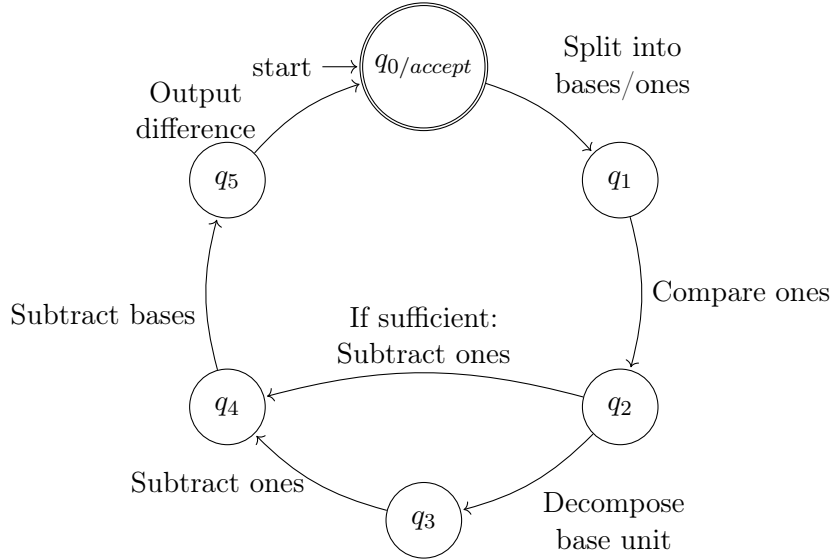 start
q0/accept
Split into
bases/ones
Output
difference
q5
q1
Subtract bases
Compare ones
If sufficient:
Subtract ones
q4
q2
Subtract ones
q3
Decompose
base unit